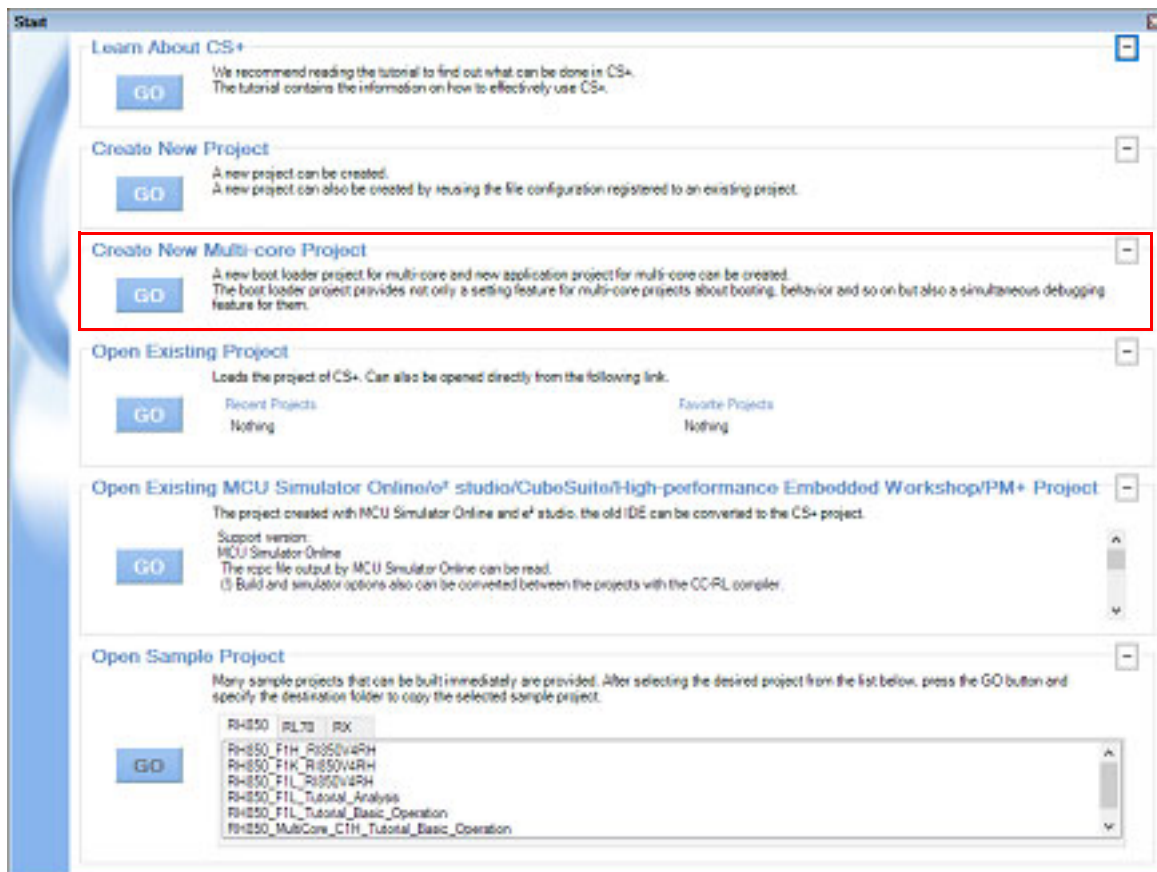 Start
Learn About CS+
GO
We recommend reading the tutorial to find out what can be done in CS+.
The tutorial contains the information on how to effectively use CS+.
Create New Project
GO
A new project can be created.
A new project can also be created by reusing the file configuration registered to an existing project.
Create New Multi-core Project
GO
A new boot loader project for multi-core and new application project for multi-core can be created.
The boot loader project provides not only a setting feature for multi-core projects about booting, behavior and so on but also a simultaneous debugging
feature for them.
Open Existing Project
Loads the project of CS+. Can also be opened directly from the following link.
GO
Recent Projects
Favorite Projects
Nothing
Nothing
Open Existing MCU Simulator Online/e² studio/CubeSuite/High-performance Embedded Workshop/PM+ Project
The project created with MCU Simulator Online and e² studio, the old IDE can be converted to the CS+ project.
GO
Support version:
MCU Simulator Online
The repc file output by MCU Simulator Online can be read.
(!) Build and simulator options also can be converted between the projects with the CC-RL compiler.
Open Sample Project
Many sample projects that can be built immediately are provided. After selecting the desired project from the list below, press the GO button and
specify the destination folder to copy the selected sample project.
GO
RH850 RL78 RX
RH850_F1H_RI850V4RH
RH850_F1K_RI850V4RH
RH850_F1L_RI850V4RH
RH850_F1L_Tutorial_Analysis
RH850_F1L_Tutorial_Basic_Operation
RH850_MultiCore_C1H_Tutorial_Basic_Operation